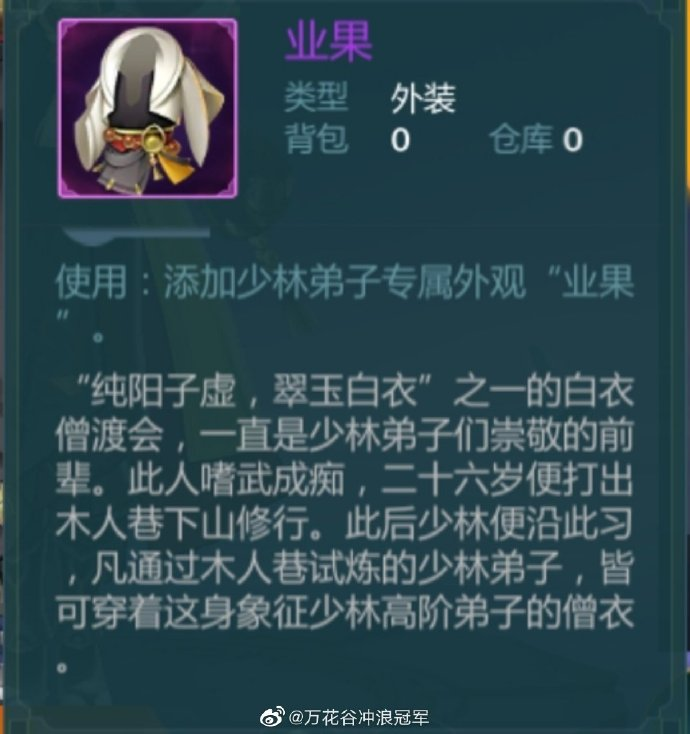 业果
类型 外装
背包 0 仓库 0
使用：添加少林弟子专属外观“业果
”。
“纯阳子虚，翠玉白衣”之一的白衣
僧渡会，一直是少林弟子们崇敬的前
辈。此人嗜武成痴，二十六岁便打出
木人巷下山修行。此后少林便沿此习
，凡通过木人巷试炼的少林弟子，皆
可穿着这身象征少林高阶弟子的僧衣
。
@万花谷冲浪冠军